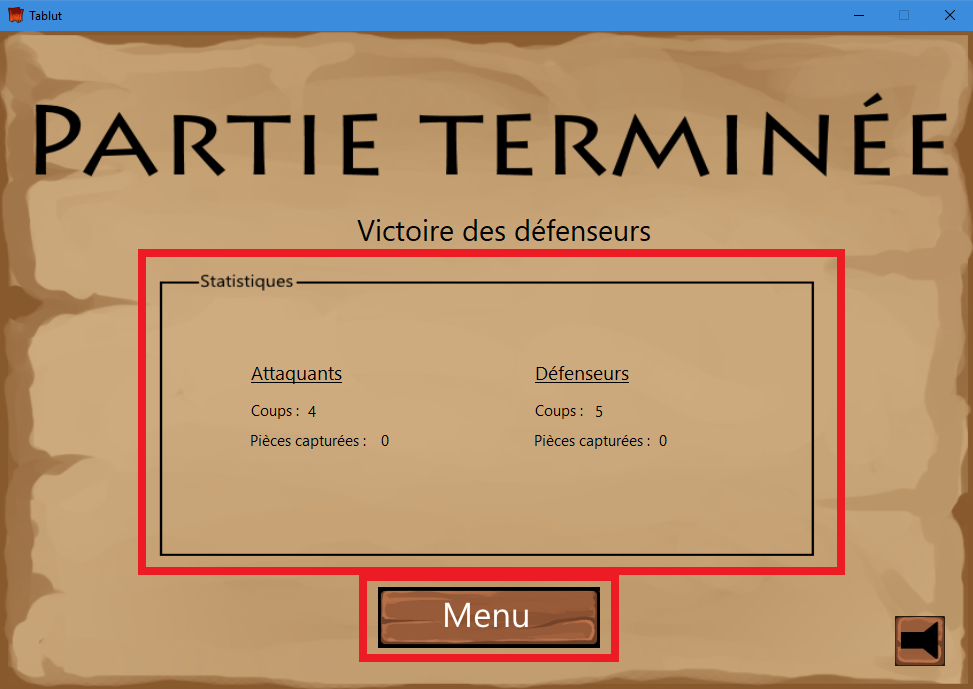 Tablut
PARTIE TERMINÉE
Victoire des défenseurs
Statistiques
Attaquants Défenseurs
Coups : 4 Coups : 5
Pièces capturées : 0 Pièces capturées : 0
Menu